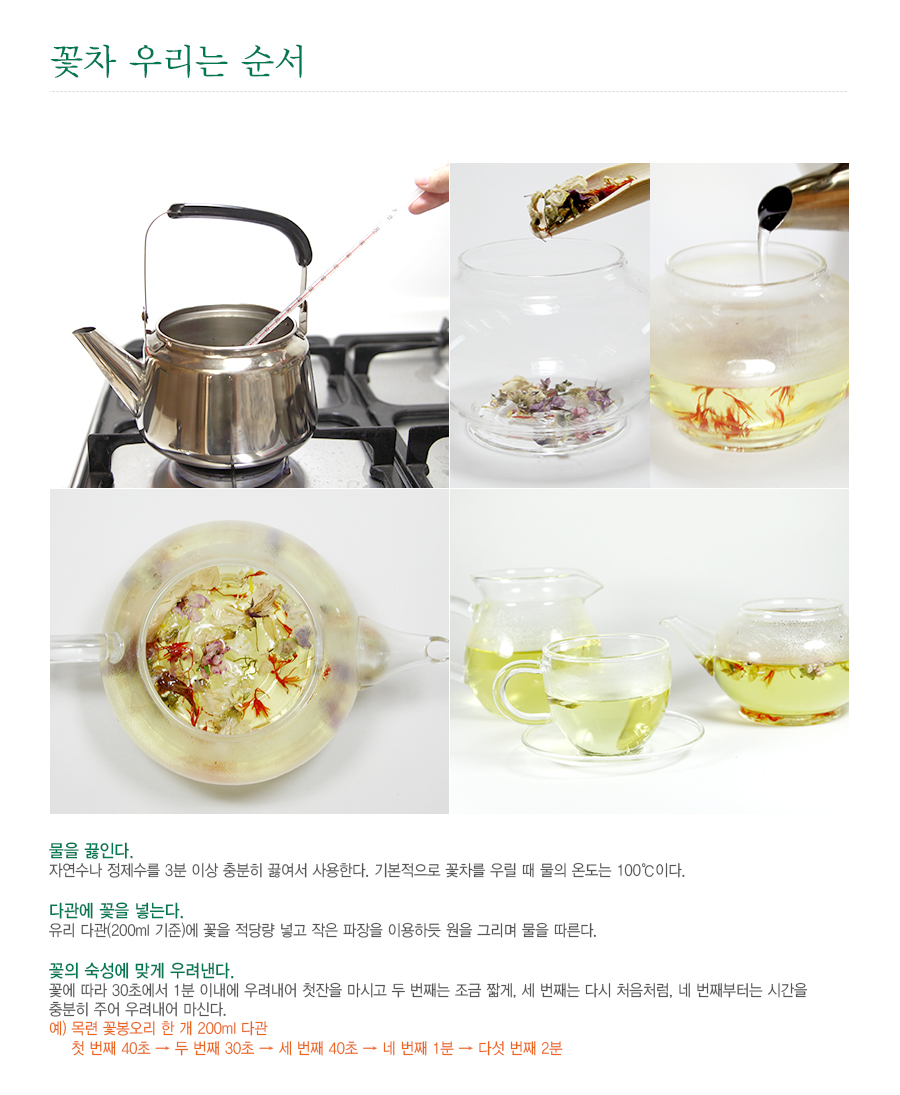 꽃차 우리는 순서
물을 끓인다.
자연수나 정제수를 3분 이상 충분히 끓여서 사용한다. 기본적으로 꽃차를 우릴 때 물의 온도는 100℃이다.
다관에 꽃을 넣는다.
유리 다관(200ml 기준)에 꽃을 적당량 넣고 작은 파장을 이용하듯 원을 그리며 물을 따른다.
꽃의 숙성에 맞게 우려낸다.
꽃에 따라 30초에서 1분 이내에 우려내어 첫잔을 마시고 두 번째는 조금 짧게, 세 번째는 다시 처음처럼, 네 번째부터는 시간을
충분히 주어 우려내어 마신다.
예) 목련 꽃봉오리 한 개 200ml 다관
첫 번째 40초 → 두 번째 30초 → 세 번째 40초 → 네 번째 1분 → 다섯 번째 2분